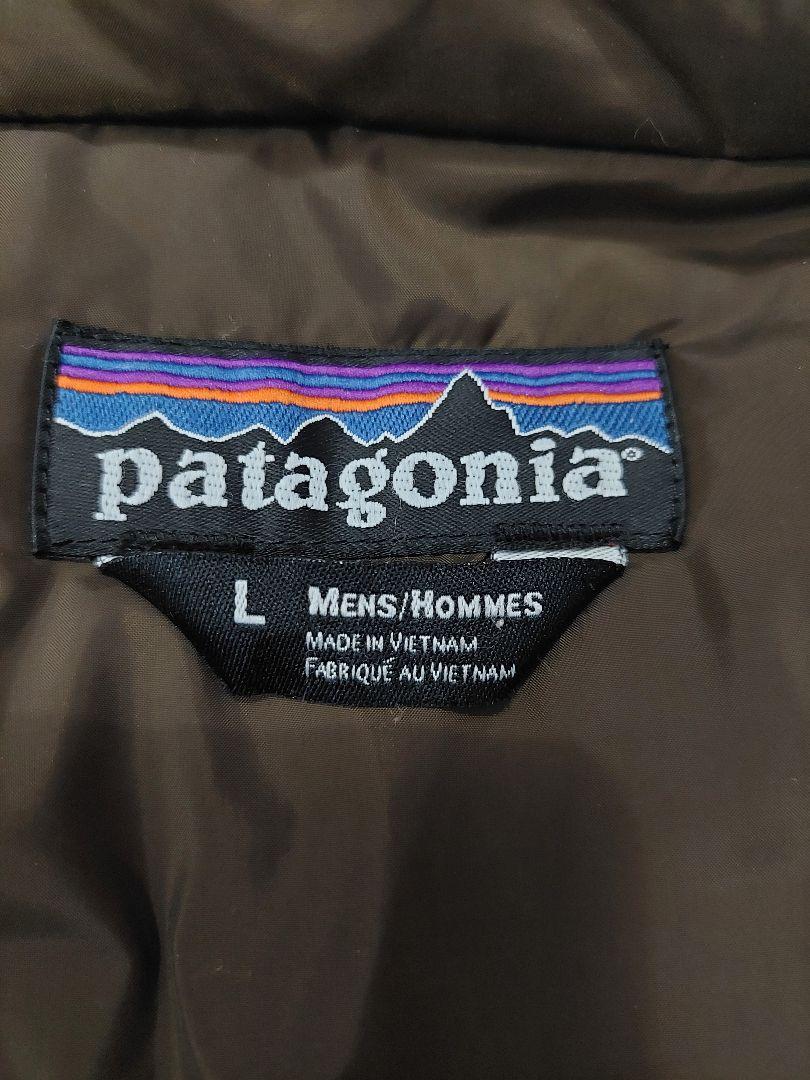 patagonia®
L MENS/HOMMES
MADE IN VIETNAM
FABRIQUÉ AU VIETNAM